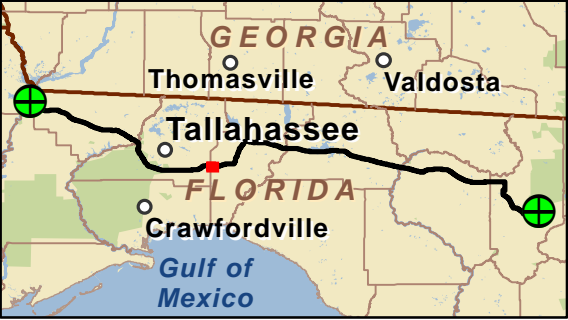 GEORGIA
Thomasville
Valdosta
Tallahassee
FLORIDA
Crawfordville
Gulf of
Mexico